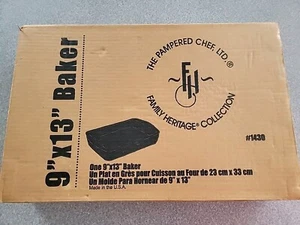 9"x13" Baker
THE PAMPERED CHEF, LTD.®
FH
FAMILY HERITAGE® COLLECTION
#1430
One 9"x13" Baker
Un Plat en Grès pour Cuisson au Four de 23 cm x 33 cm
Un Molde Para Hornear de 9" x 13"
Made in the U.S.A.